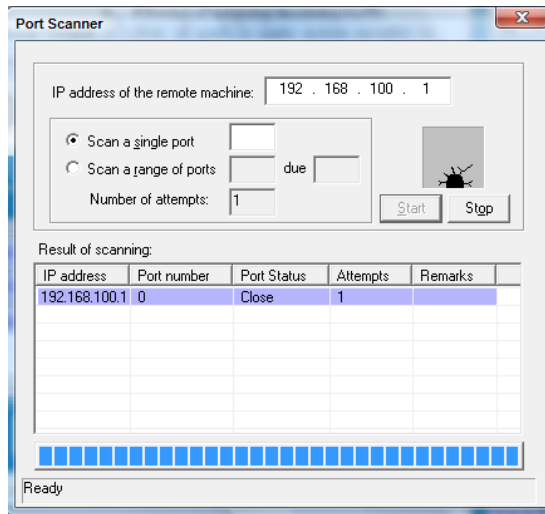 Port Scanner
IP address of the remote machine: 192 . 168 . 100 . 1
Scan a single port
Scan a range of ports due
Number of attempts: 1
Start Stop
Result of scanning:
IP address Port number Port Status Attempts Remarks
192.168.100.1 0 Close 1
Ready